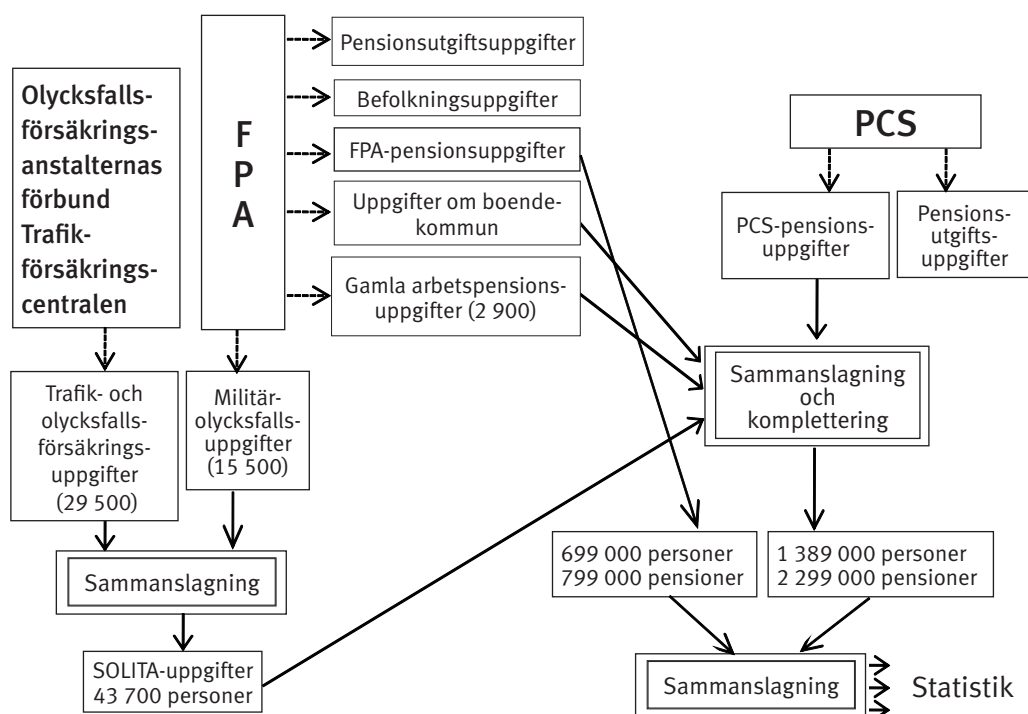 Olycksfalls-
försäkrings-
anstalternas
förbund
Trafik-
försäkrings-
centralen
F
P
A
Pensionsutgiftsuppgifter
Befolkningsuppgifter
FPA-pensionsuppgifter
Uppgifter om boende-
kommun
Gamla arbetspensions-
uppgifter (2 900)
PCS
PCS-pensions-
uppgifter
Pensions-
utgifts-
uppgifter
Trafik- och
olycksfalls-
försäkrings-
uppgifter
(29 500)
Militär-
olycksfalls-
uppgifter
(15 500)
Sammanslagning
och
komplettering
Sammanslagning
SOLITA-uppgifter
43 700 personer
699 000 personer
799 000 pensioner
1 389 000 personer
2 299 000 pensioner
Sammanslagning
Statistik